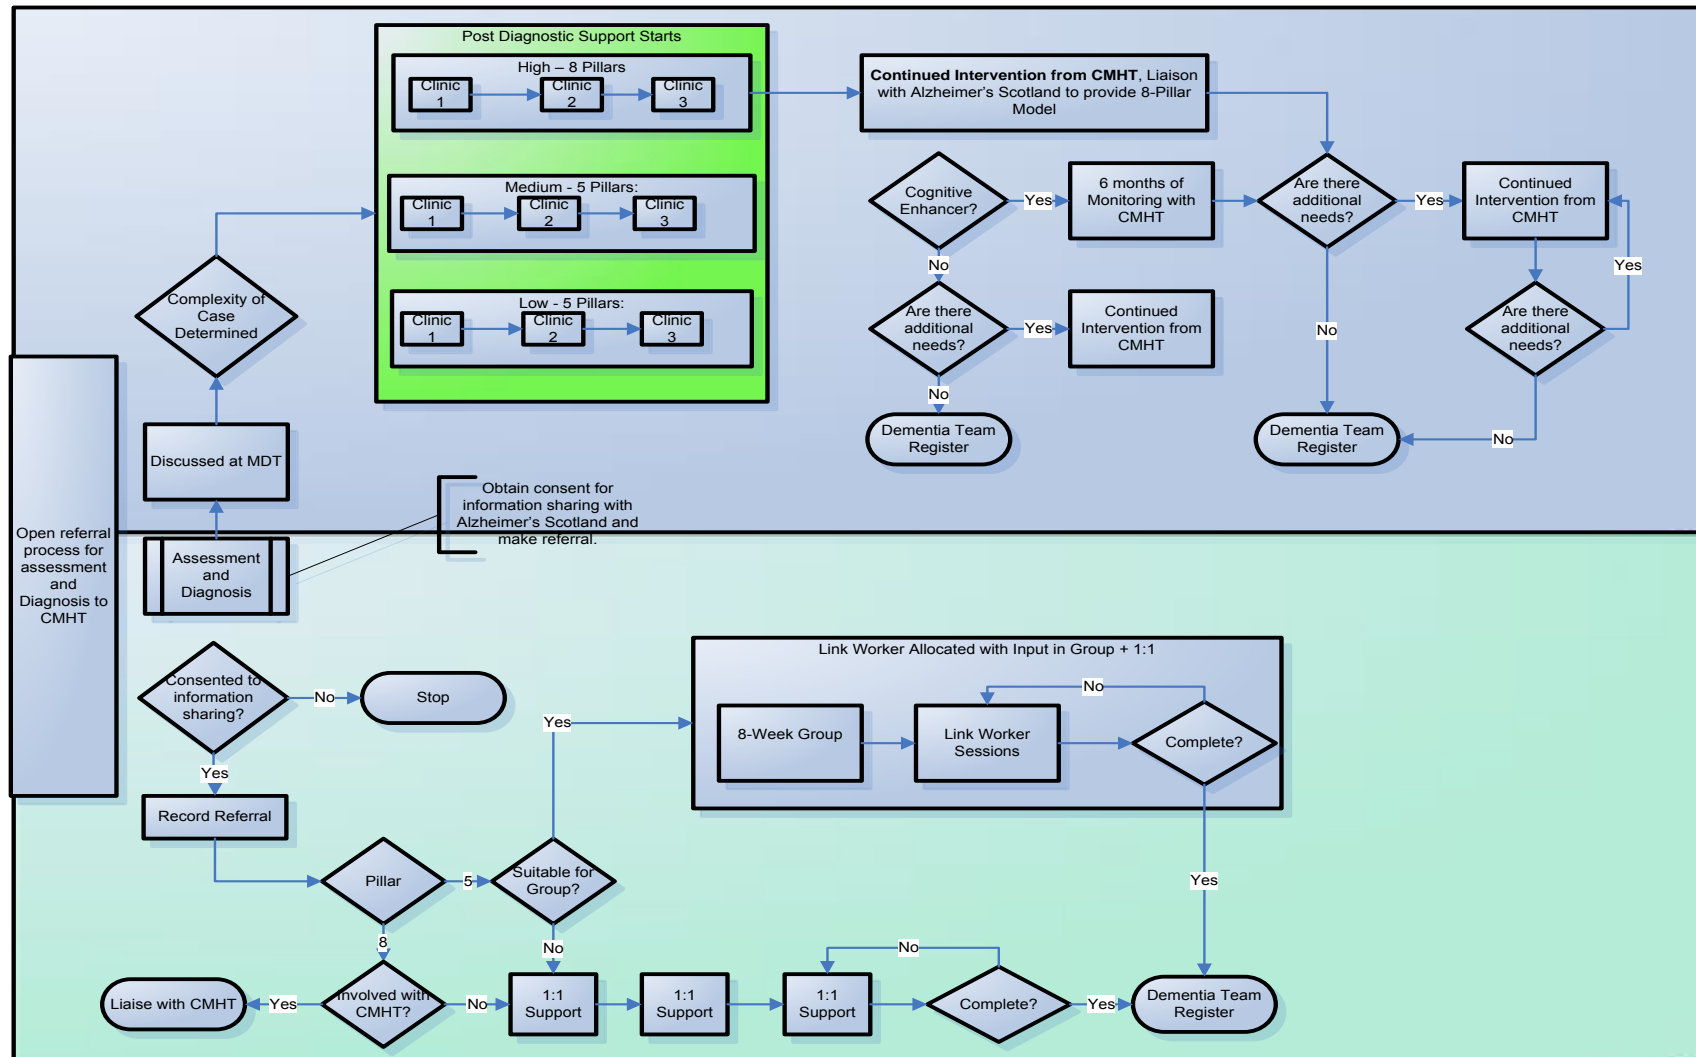 Post Diagnostic Support Starts
High – 8 Pillars
Clinic
1
Clinic
2
Clinic
3
Medium - 5 Pillars:
Clinic
1
Clinic
2
Clinic
3
Low - 5 Pillars:
Clinic
1
Clinic
2
Clinic
3
Continued Intervention from CMHT, Liaison
with Alzheimer's Scotland to provide 8-Pillar
Model
Cognitive
Enhancer?
Yes
6 months of
Monitoring with
CMHT
Are there
additional
needs?
Yes
Continued
Intervention from
CMHT
Yes
No
Are there
additional
needs?
Yes
Continued
Intervention from
CMHT
No
Are there
additional
needs?
No
Dementia Team
Register
Dementia Team
Register
No
Complexity of
Case
Determined
Discussed at MDT
Obtain consent for
information sharing with
Alzheimer's Scotland and
make referral.
Open referral
process for
assessment
and
Diagnosis to
CMHT
Assessment
and
Diagnosis
Consented to
information
sharing?
No
Stop
Yes
Record Referral
Link Worker Allocated with Input in Group + 1:1
8-Week Group
Link Worker
Sessions
No
Complete?
Yes
Yes
Pillar
5
Suitable for
Group?
8
No
Liaise with CMHT
Yes
Involved with
CMHT?
No
1:1
Support
1:1
Support
1:1
Support
No
Complete?
Yes
Dementia Team
Register